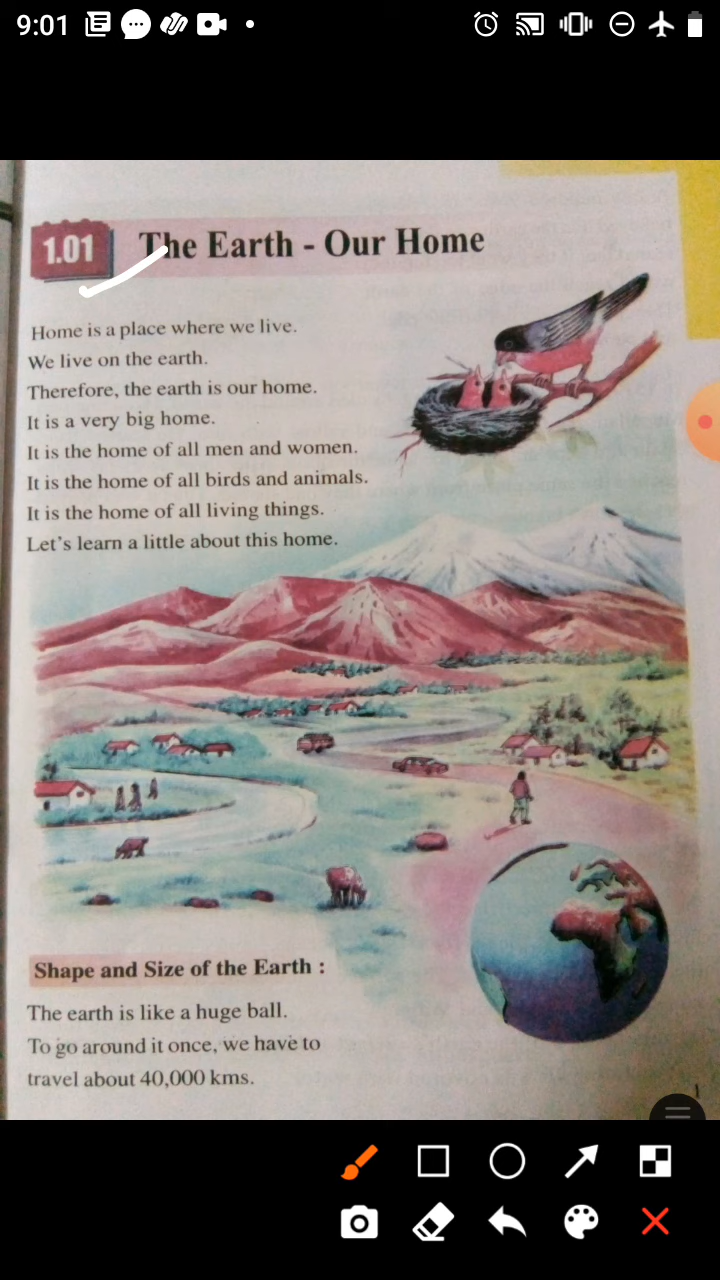 9:01
1.01 The Earth - Our Home
Home is a place where we live.
We live on the earth.
Therefore, the earth is our home.
It is a very big home.
It is the home of all men and women.
It is the home of all birds and animals.
It is the home of all living things.
Let's learn a little about this home.
Shape and Size of the Earth :
The earth is like a huge ball.
To go around it once, we have to
travel about 40,000 kms.
1